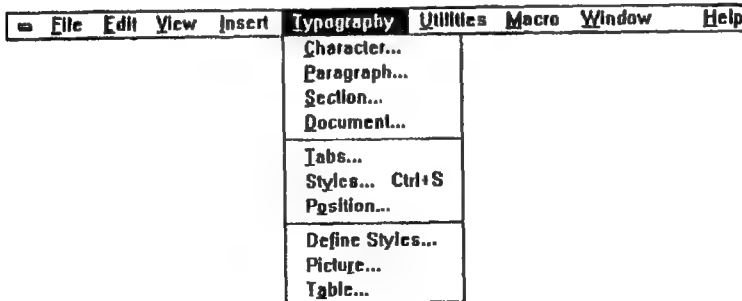 File Edit View Insert Typography Utilities Macro Window Help
Character...
Paragraph...
Section...
Document...
Tabs...
Styles... Ctrl+S
Position...
Define Styles...
Picture...
Table...